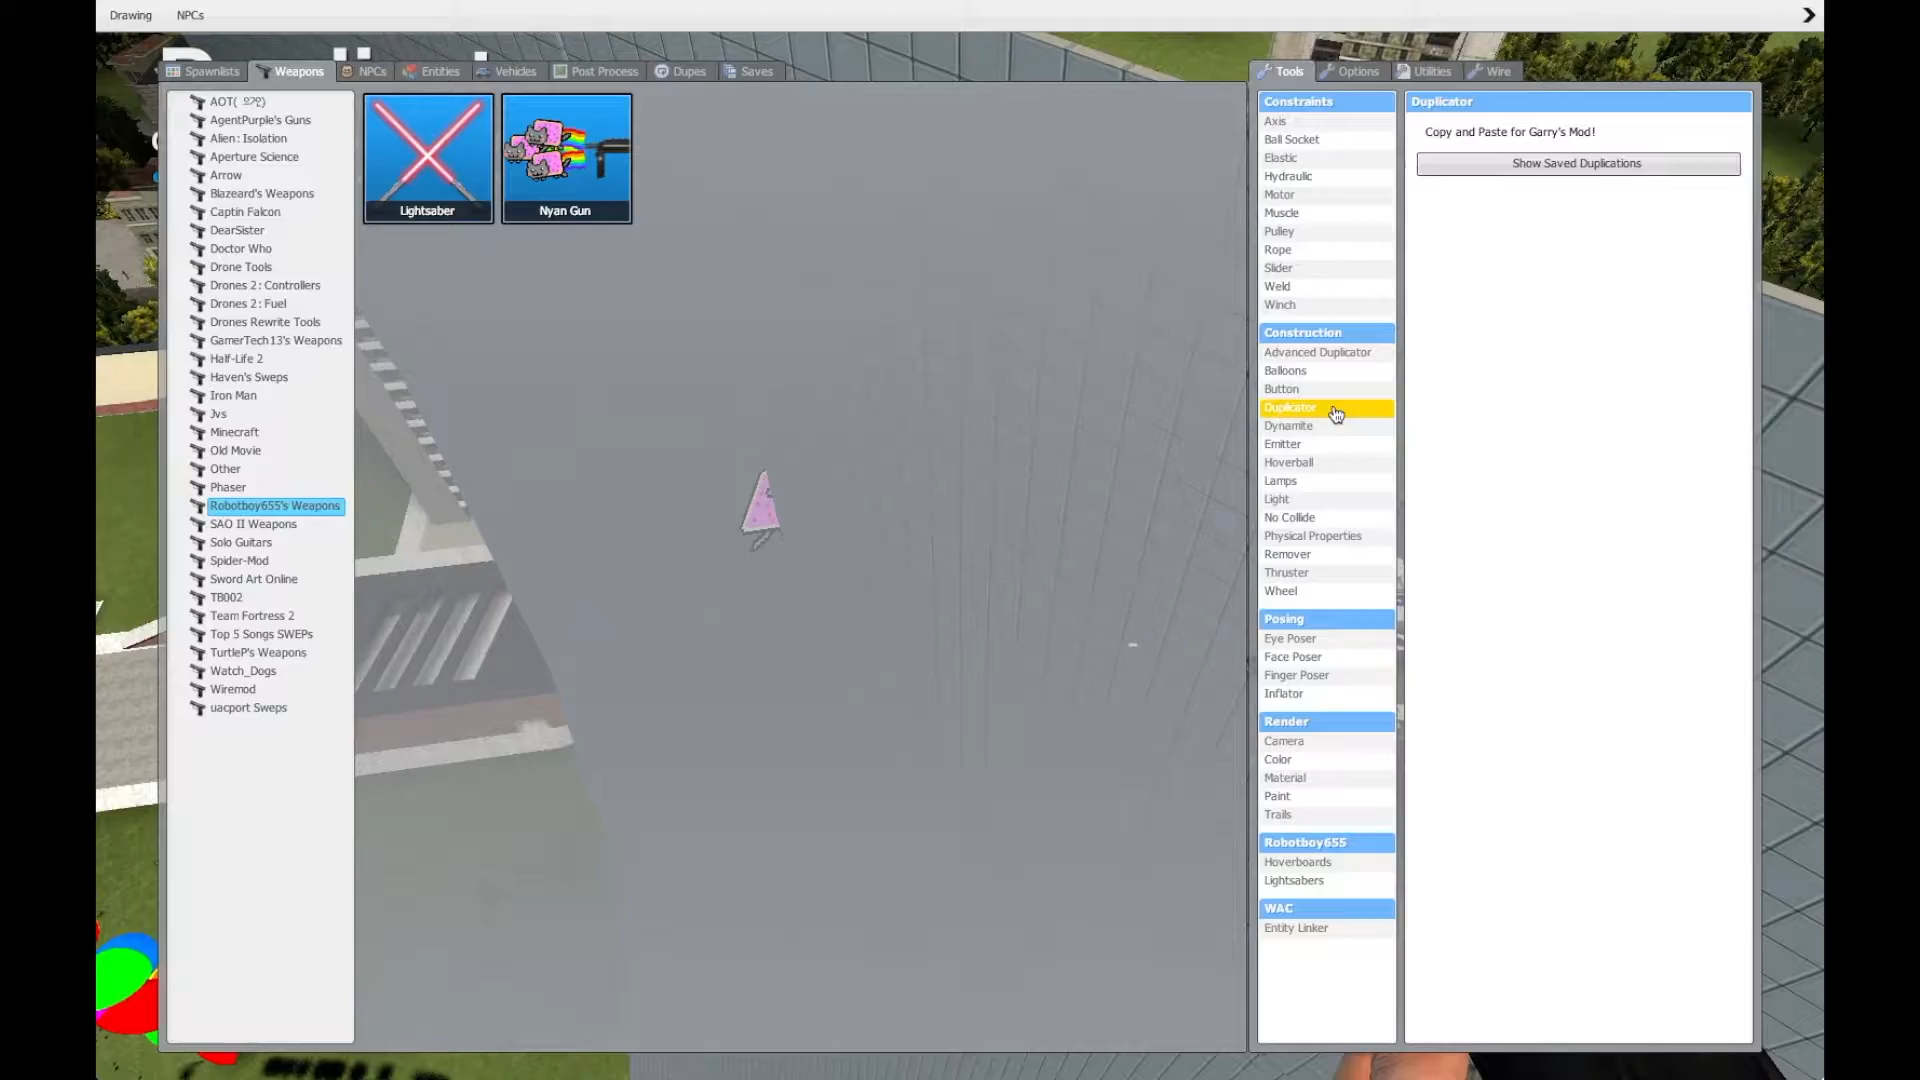 Drawing NPCs
Spawnlists Weapons NPCs Entities Vehicles Post Process Dupes Saves
Tools Options Utilities Wire
AOT( 요거)
AgentPurple's Guns
Alien: Isolation
Aperture Science
Arrow
Blazeard's Weapons
Captin Falcon
DearSister
Doctor Who
Drone Tools
Drones 2: Controllers
Drones 2: Fuel
Drones Rewrite Tools
GamerTech13's Weapons
Half-Life 2
Haven's Sweps
Iron Man
Jvs
Minecraft
Old Movie
Other
Phaser
Robotboy655's Weapons
SAO II Weapons
Solo Guitars
Spider-Mod
Sword Art Online
TB002
Team Fortress 2
Top 5 Songs SWEPs
TurtleP's Weapons
Watch_Dogs
Wiremod
uacport Sweps
Lightsaber
Nyan Gun
Constraints
Axis
Ball Socket
Elastic
Hydraulic
Motor
Muscle
Pulley
Rope
Slider
Weld
Winch
Construction
Advanced Duplicator
Balloons
Button
Duplicator
Dynamite
Emitter
Hoverball
Lamps
Light
No Collide
Physical Properties
Remover
Thruster
Wheel
Posing
Eye Poser
Face Poser
Finger Poser
Inflator
Render
Camera
Color
Material
Paint
Trails
Robotboy655
Hoverboards
Lightsabers
WAC
Entity Linker
Duplicator
Copy and Paste for Garry's Mod!
Show Saved Duplications